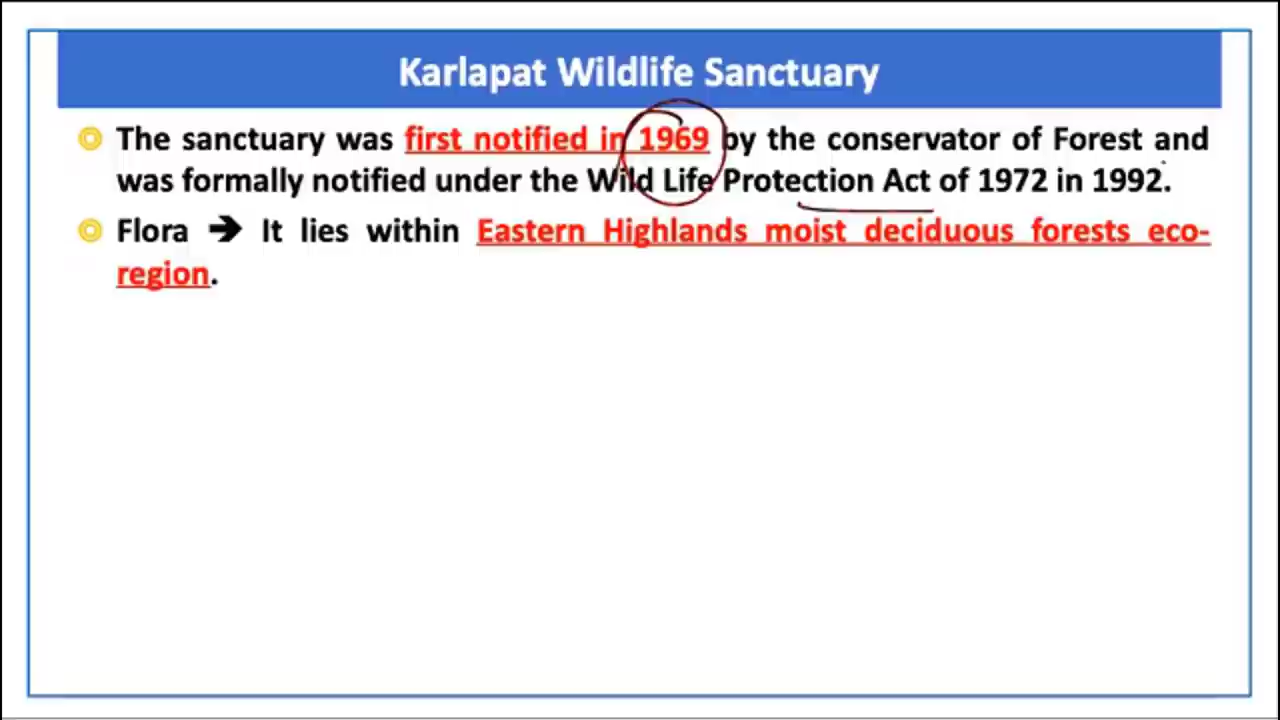 Karlapat Wildlife Sanctuary
The sanctuary was first notified in 1969 by the conservator of Forest and
was formally notified under the Wild Life Protection Act of 1972 in 1992.
Flora ➔ It lies within Eastern Highlands moist deciduous forests eco-
region.